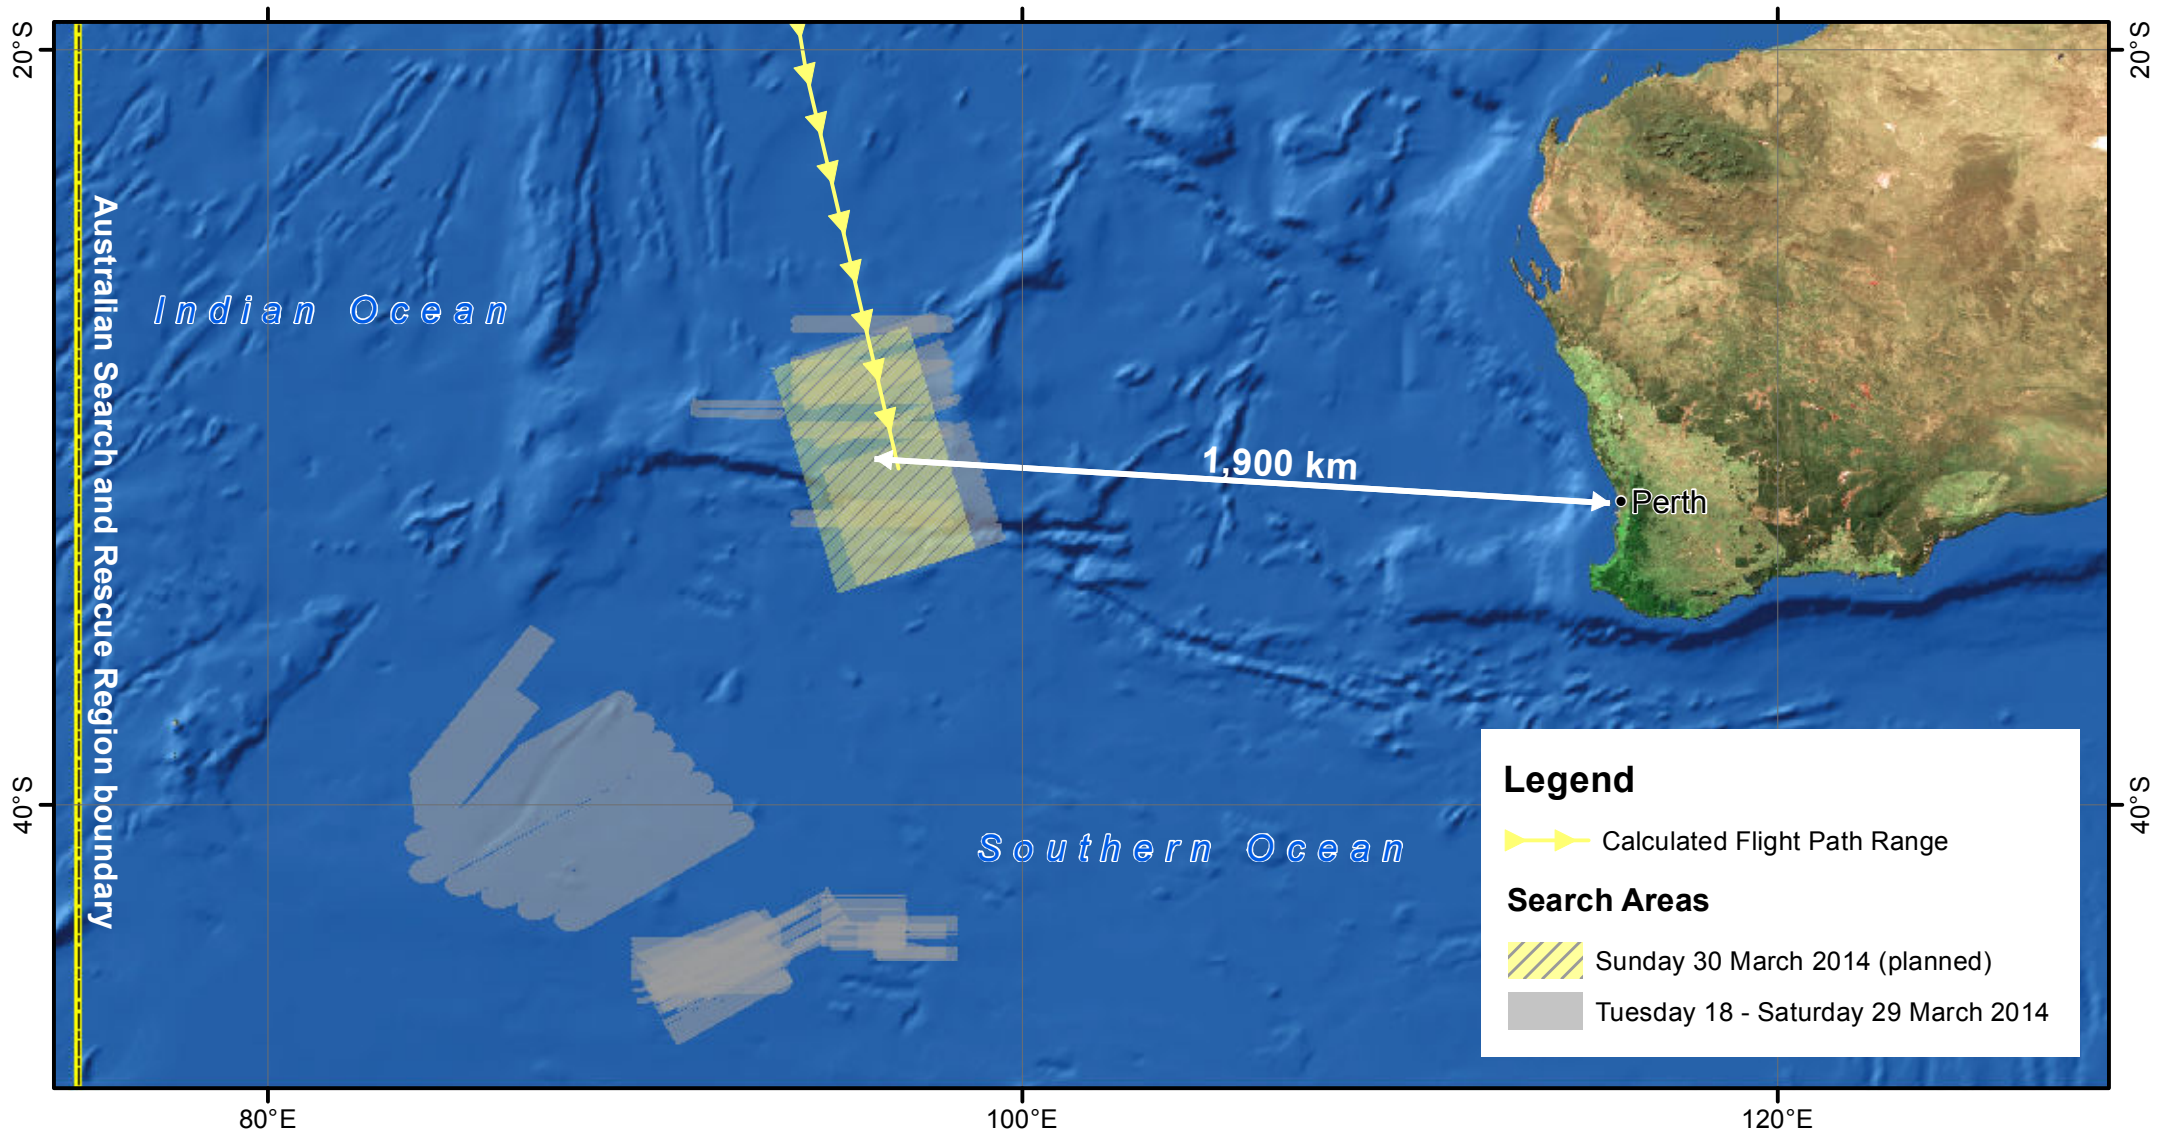 20°S
20°S
Australian Search and Rescue Region boundary
Indian Ocean
1,900 km
Perth
40°S
40°S
Southern Ocean
Legend
Calculated Flight Path Range
Search Areas
Sunday 30 March 2014 (planned)
Tuesday 18 - Saturday 29 March 2014
80°E
100°E
120°E